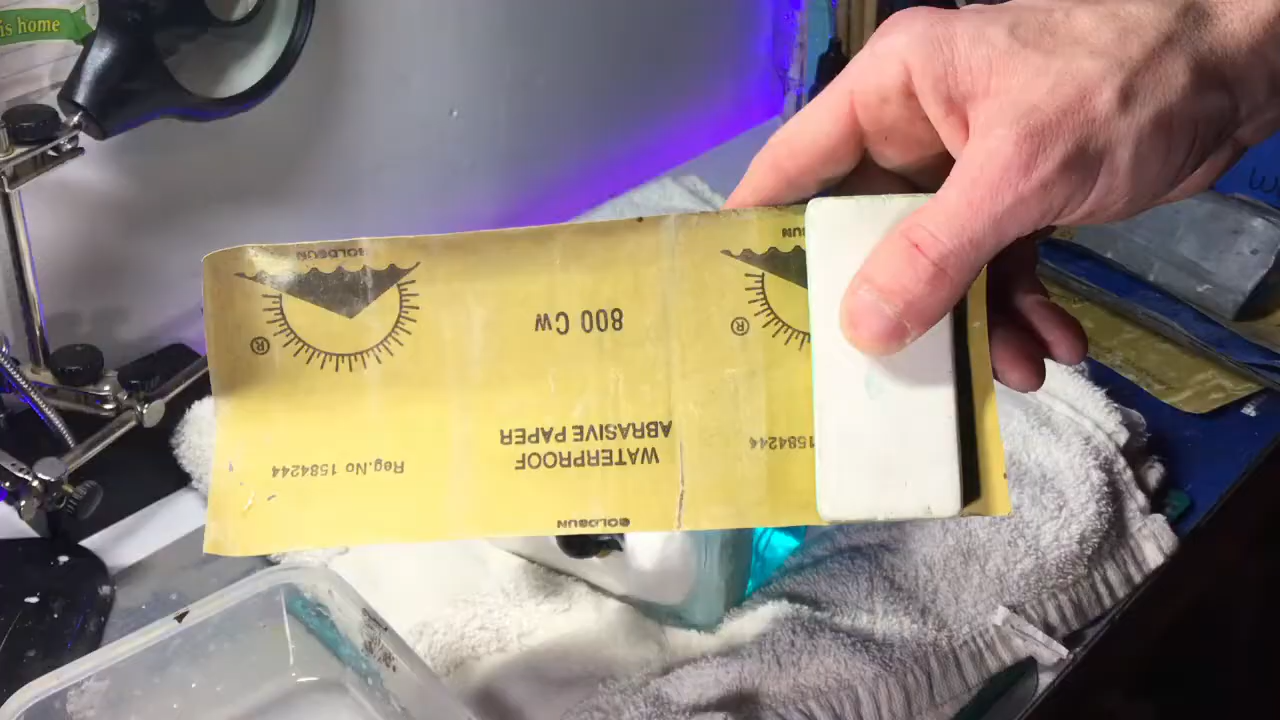 is home
GOLDSUN
WATERPROOF
ABRASIVE PAPER
Reg.No 1584244
1584244
800 Cw
®
®
GOLDSUN